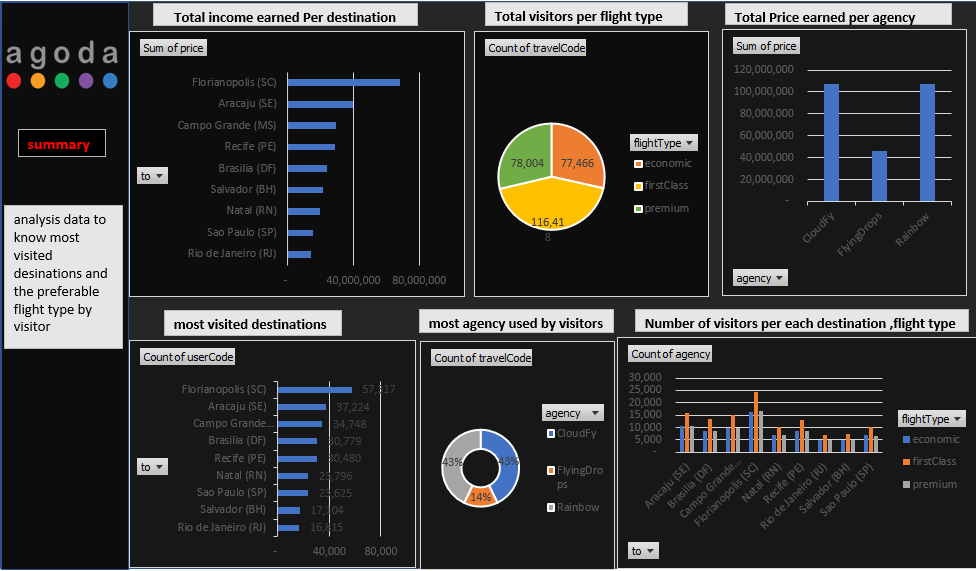 agoda
summary
analysis data to
know most
visited
desinations and
the preferable
flight type by
visitor
Total income earned Per destination
Sum of price
Florianopolis (SC)
Aracaju (SE)
Campo Grande (MS)
Recife (PE)
Brasilia (DF)
Salvador (BH)
Natal (RN)
Sao Paulo (SP)
Rio de Janeiro (RJ)
to
- 40,000,000 80,000,000
Total visitors per flight type
Count of travelCode
78,004
77,466
116,41
8
flightType
economic
firstClass
premium
Total Price earned per agency
Sum of price
120,000,000
100,000,000
80,000,000
60,000,000
40,000,000
20,000,000
-
CloudFy
FlyingDrops
Rainbow
agency
most visited destinations
Count of userCode
Florianopolis (SC) 57,317
Aracaju (SE) 37,224
Campo Grande... 34,748
Brasilia (DF) 30,779
Recife (PE) 30,480
Natal (RN) 23,796
Sao Paulo (SP) 23,625
Salvador (BH) 17,104
Rio de Janeiro (RJ) 16,815
to
- 40,000 80,000
most agency used by visitors
Count of travelCode
43%
43%
14%
agency
CloudFy
FlyingDro
ps
Rainbow
Number of visitors per each destination ,flight type
Count of agency
30,000
25,000
20,000
15,000
10,000
5,000
-
Aracaju (SE)
Brasilia (DF)
Campo Grande...
Florianopolis (SC)
Natal (RN)
Recife (PE)
Rio de Janeiro (RJ)
Salvador (BH)
Sao Paulo (SP)
flightType
economic
firstClass
premium
to